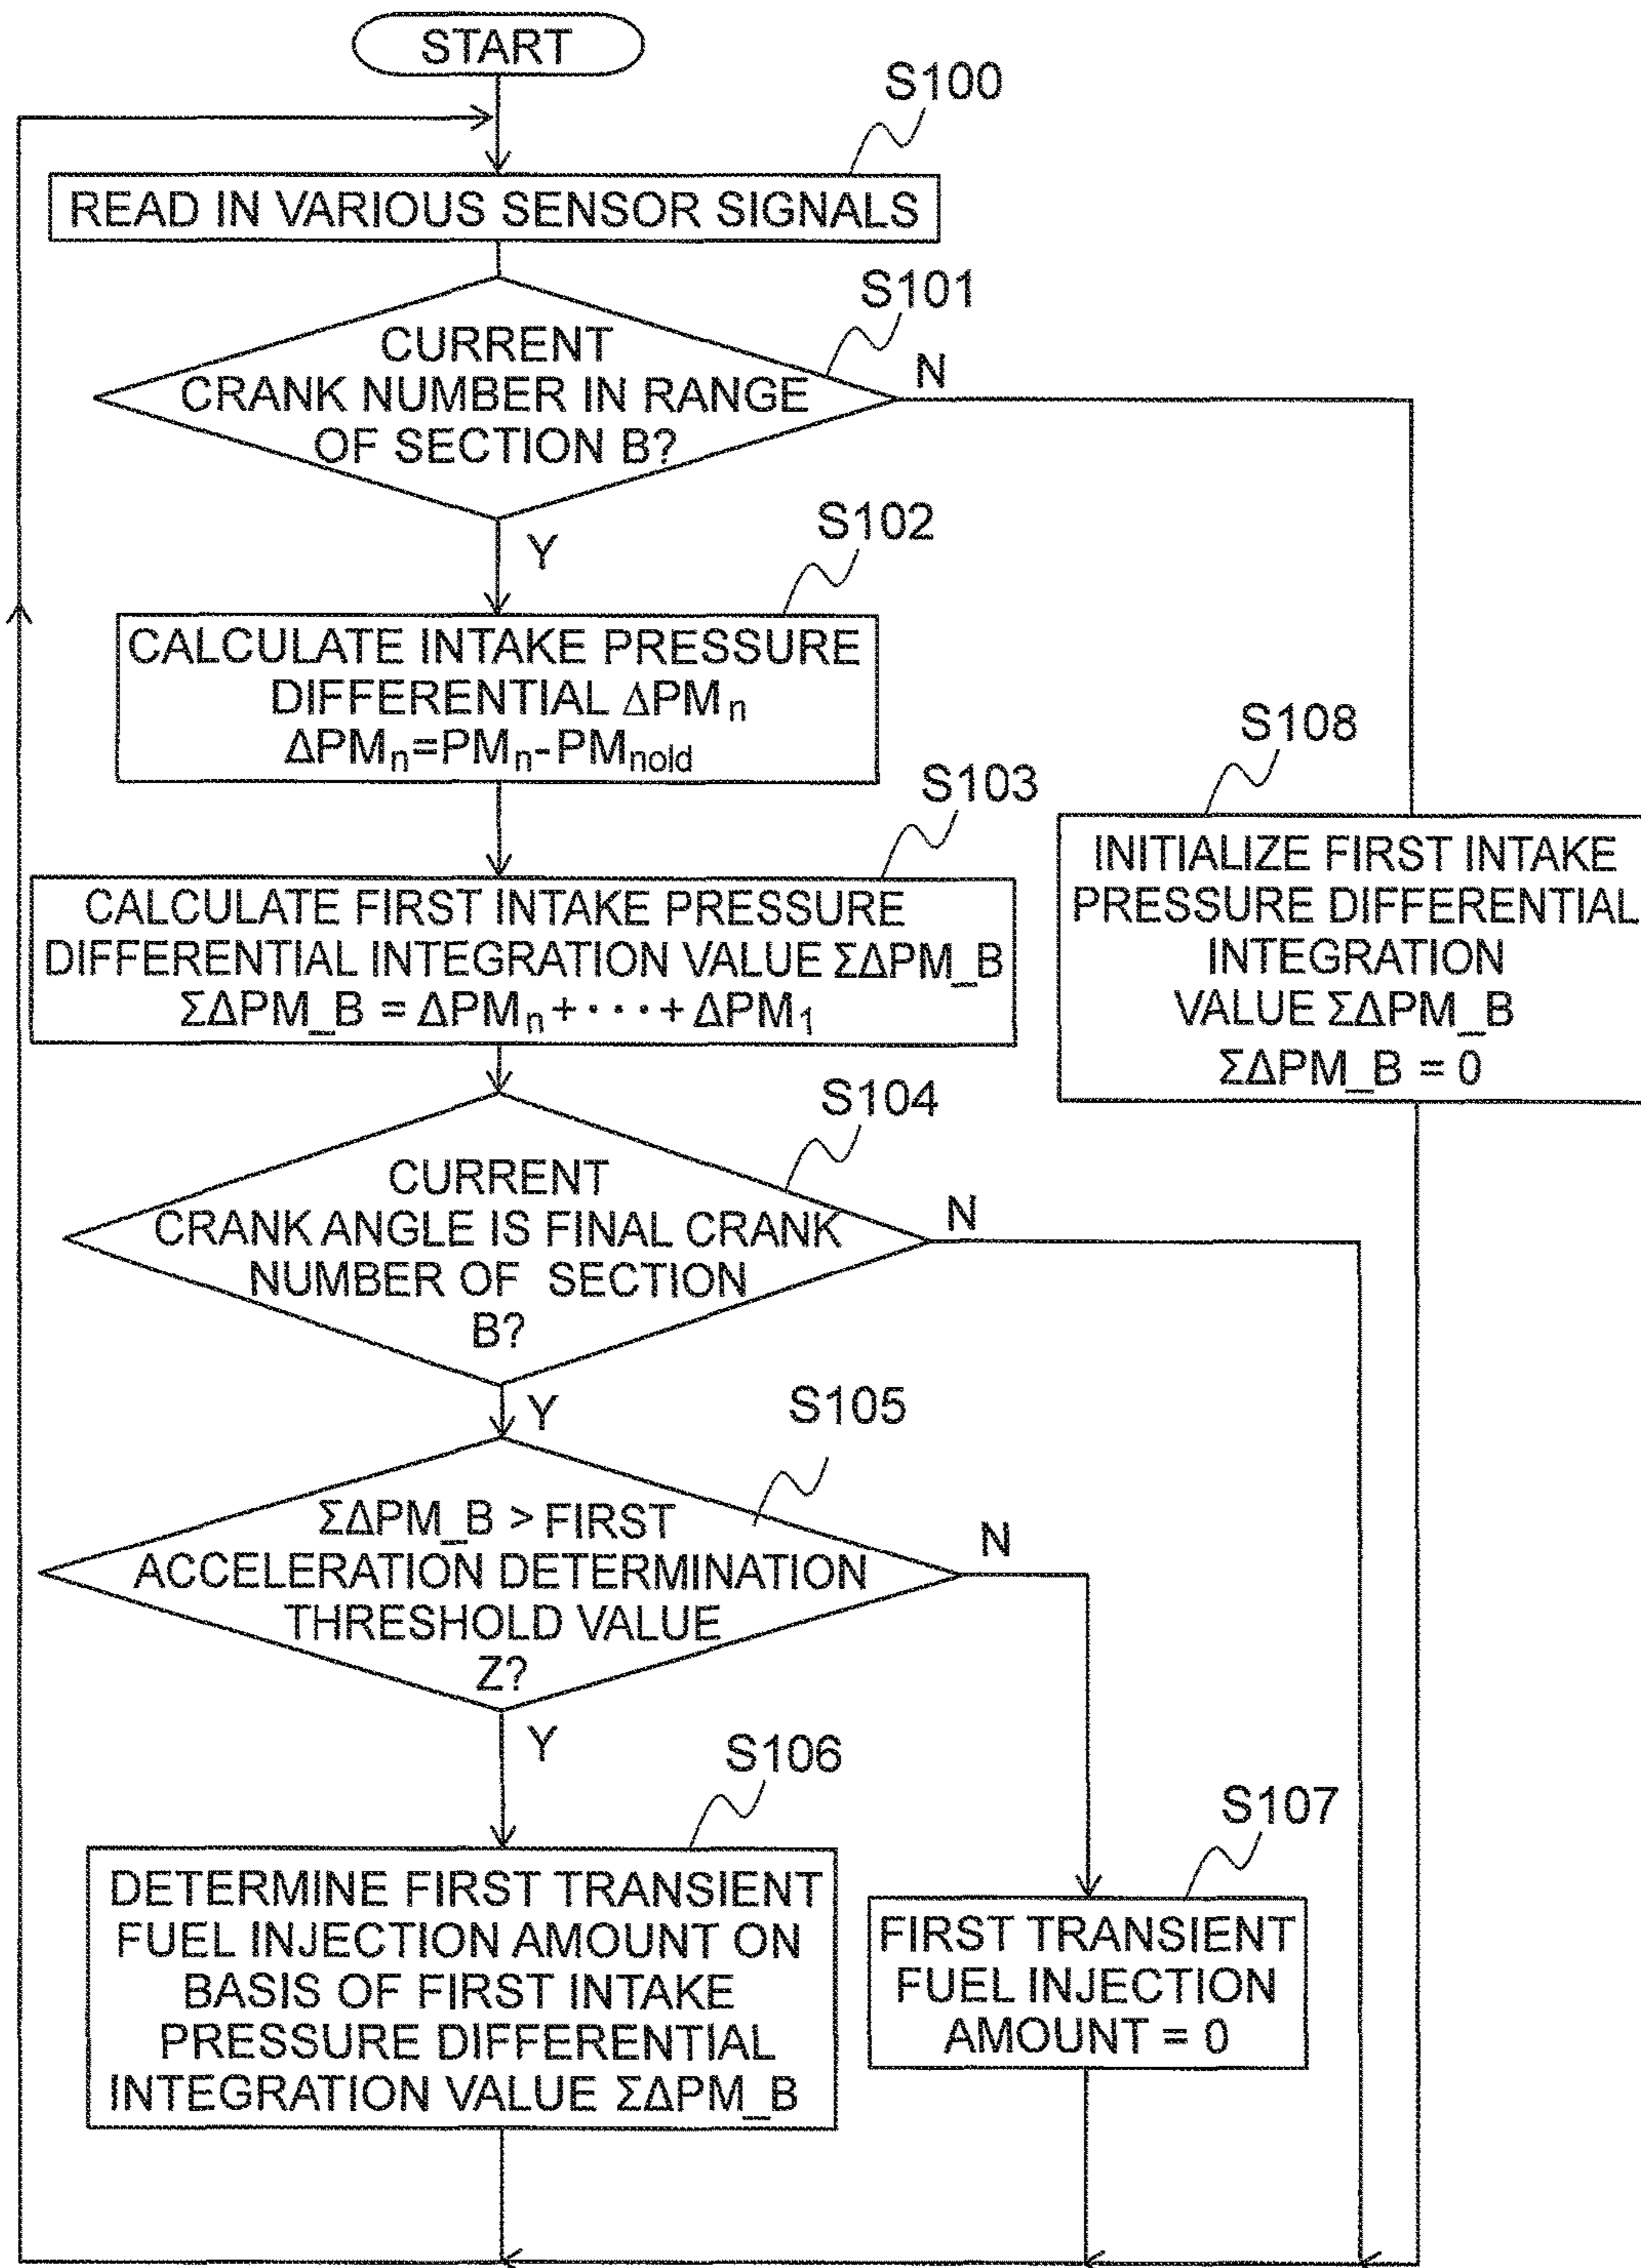 START
S100
READ IN VARIOUS SENSOR SIGNALS
S101
CURRENT
CRANK NUMBER IN RANGE
OF SECTION B?
N
Y
S102
CALCULATE INTAKE PRESSURE
DIFFERENTIAL ΔPMn
ΔPMn=PMn-PMnold
S103
CALCULATE FIRST INTAKE PRESSURE
DIFFERENTIAL INTEGRATION VALUE ΣΔPM_B
ΣΔPM_B = ΔPMn+···+ ΔPM1
S108
INITIALIZE FIRST INTAKE
PRESSURE DIFFERENTIAL
INTEGRATION
VALUE ΣΔPM_B
ΣΔPM_B = 0
S104
CURRENT
CRANK ANGLE IS FINAL CRANK
NUMBER OF SECTION
B?
N
Y
S105
ΣΔPM_B > FIRST
ACCELERATION DETERMINATION
THRESHOLD VALUE
Z?
N
Y
S106
DETERMINE FIRST TRANSIENT
FUEL INJECTION AMOUNT ON
BASIS OF FIRST INTAKE
PRESSURE DIFFERENTIAL
INTEGRATION VALUE ΣΔPM_B
S107
FIRST TRANSIENT
FUEL INJECTION
AMOUNT = 0